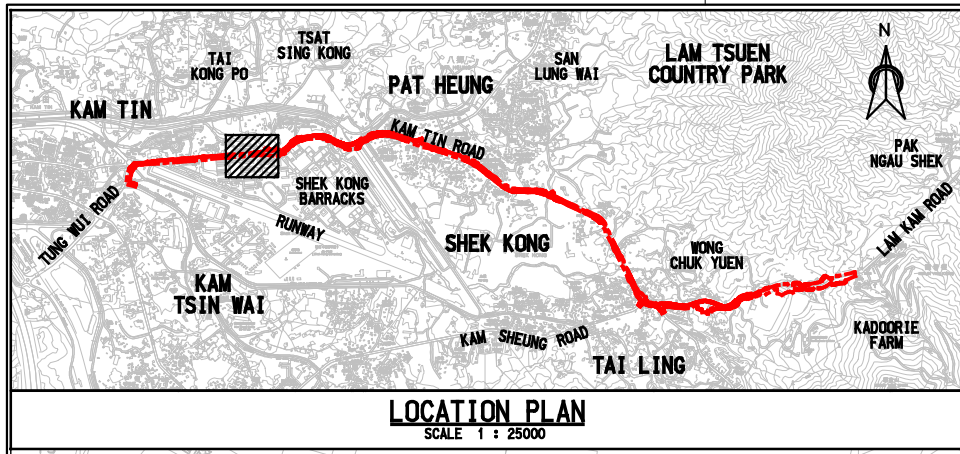 TSAT
SING KONG
TAI
KONG PO
SAN
LUNG WAI
LAM TSUEN
COUNTRY PARK
N
PAT HEUNG
KAM TIN
KAM TIN ROAD
PAK
NGAU SHEK
SHEK KONG
BARRACKS
TUNG WUI ROAD
RUNWAY
LAM KAM ROAD
SHEK KONG
WONG
CHUK YUEN
KAM
TSIN WAI
KAM SHEUNG ROAD
KADOORIE
FARM
TAI LING
LOCATION PLAN
SCALE 1 : 25000